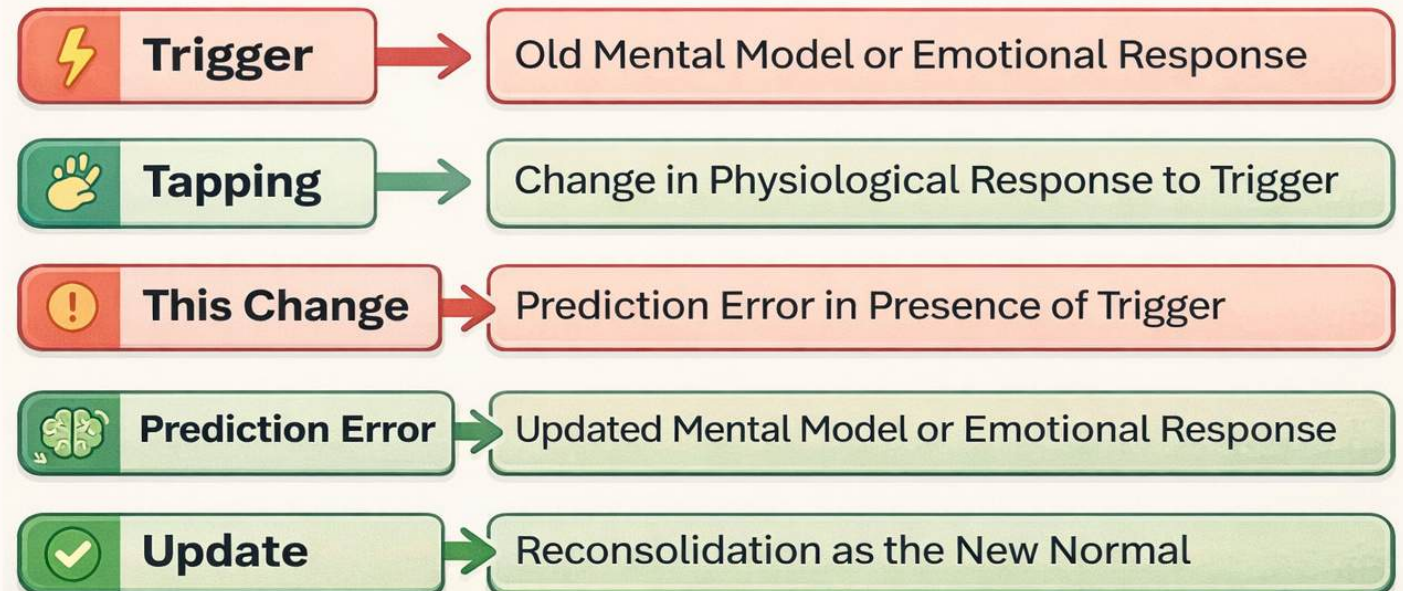 Trigger
Old Mental Model or Emotional Response
Tapping
Change in Physiological Response to Trigger
This Change
Prediction Error in Presence of Trigger
Prediction Error
Updated Mental Model or Emotional Response
Update
Reconsolidation as the New Normal